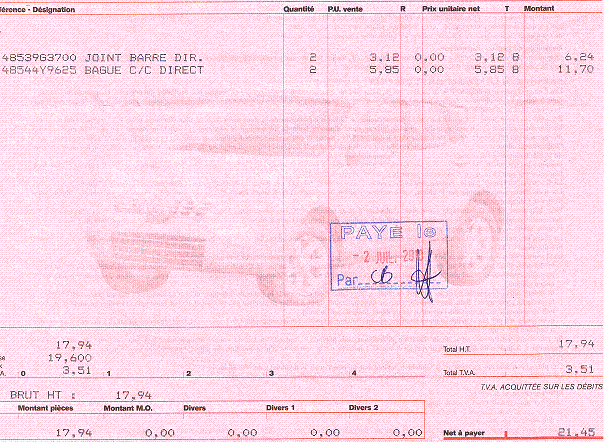 férence - Désignation Quantité P.U. vente R Prix unitaire net T Montant
48539G3700 JOINT BARRE DIR. 2 3,12 0,00 3,12 B 6,24
48544Y9625 BAGUE C/C DIRECT 2 5,85 0,00 5,85 B 11,70
PAYÉ le
- 2 JUIL. 20
Par
17,94 Total H.T. 17,94
se 19,600
A. 0 3,51 1 2 3 4 Total T.V.A. 3,51
T.V.A. ACQUITTÉE SUR LES DÉBITS
BRUT HT : 17,94
Montant pièces Montant M.O. Divers Divers 1 Divers 2
17,94 0,00 0,00 0,00 0,00 Net à payer 21,45